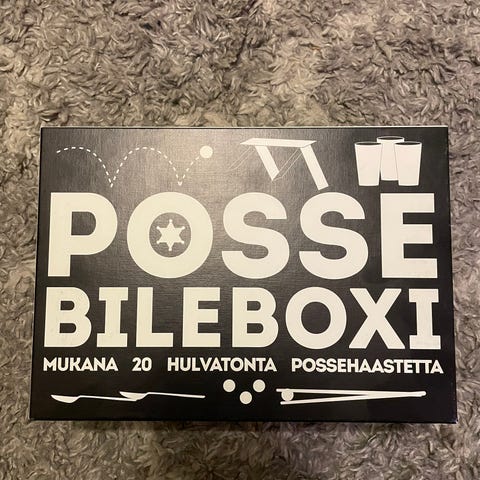 POSSE
BILEBOXI
MUKANA 20 HULVATONTA POSSEHAASTETTA